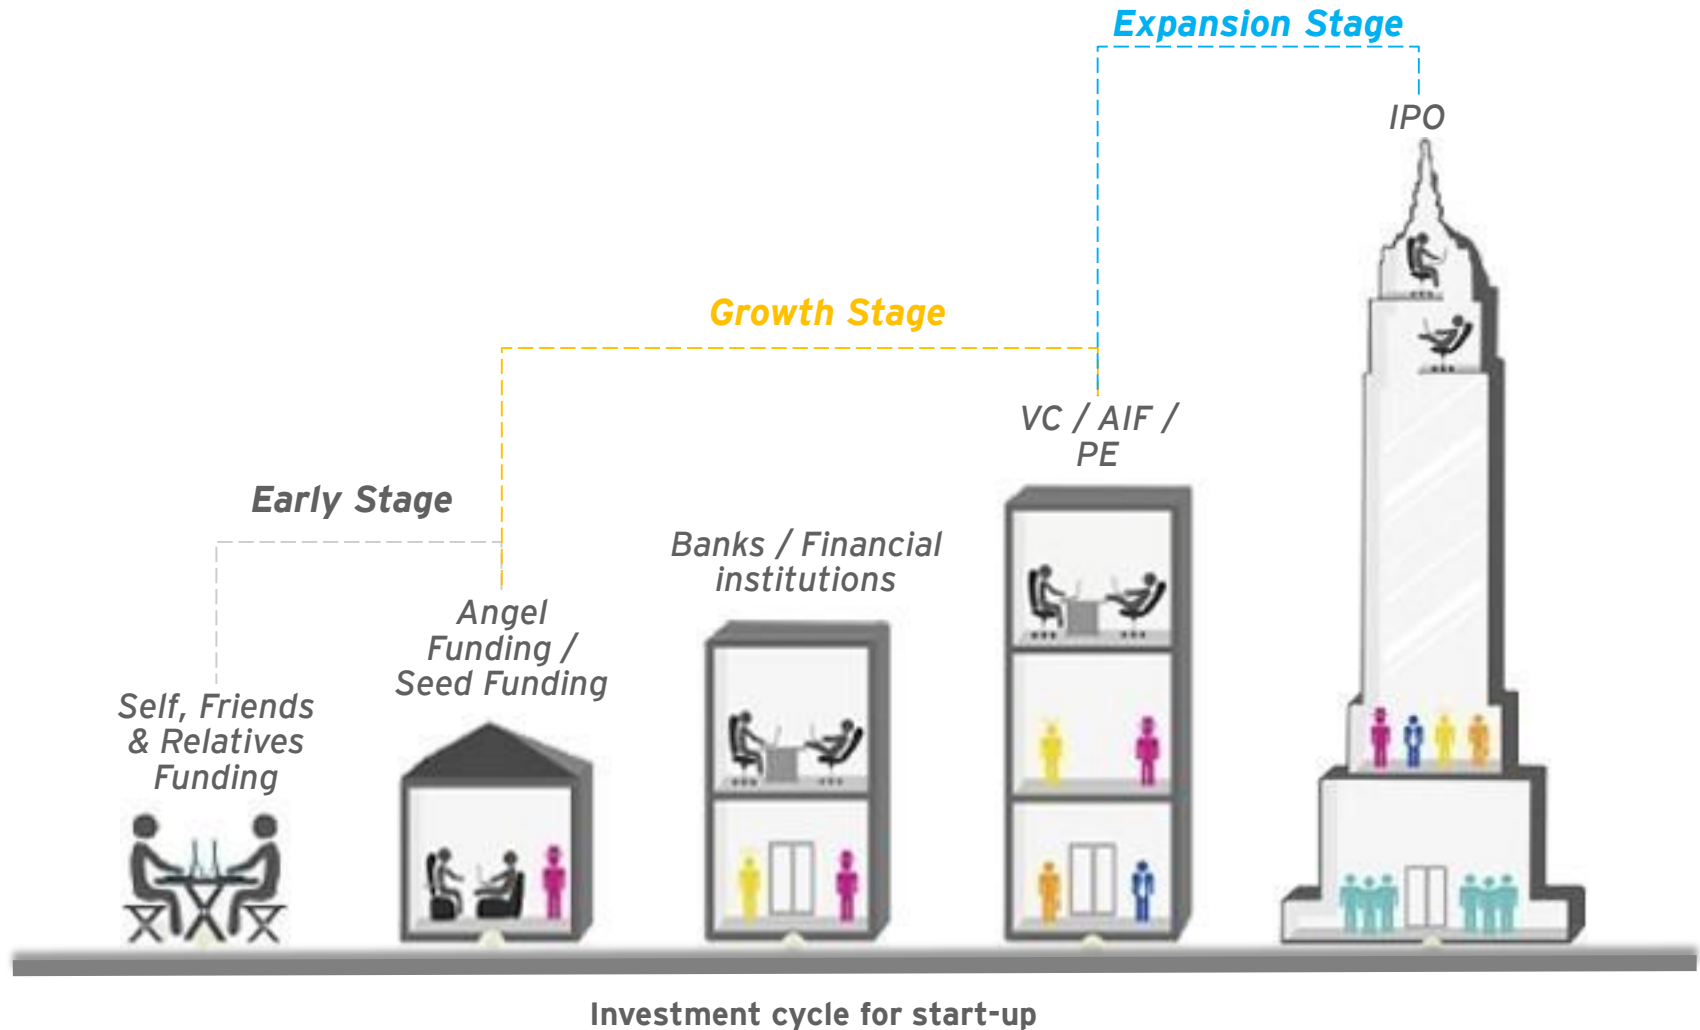 Expansion Stage
IPO
Growth Stage
VC / AIF /
PE
Early Stage
Banks / Financial
institutions
Angel
Funding /
Seed Funding
Self, Friends
& Relatives
Funding
Investment cycle for start-up